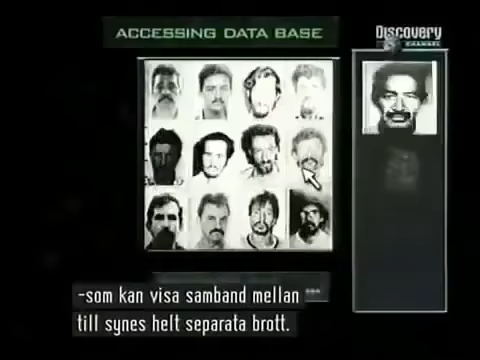 ACCESSING DATA BASE
Discovery
CHANNEL
-som kan visa samband mellan
till synes helt separata brott.